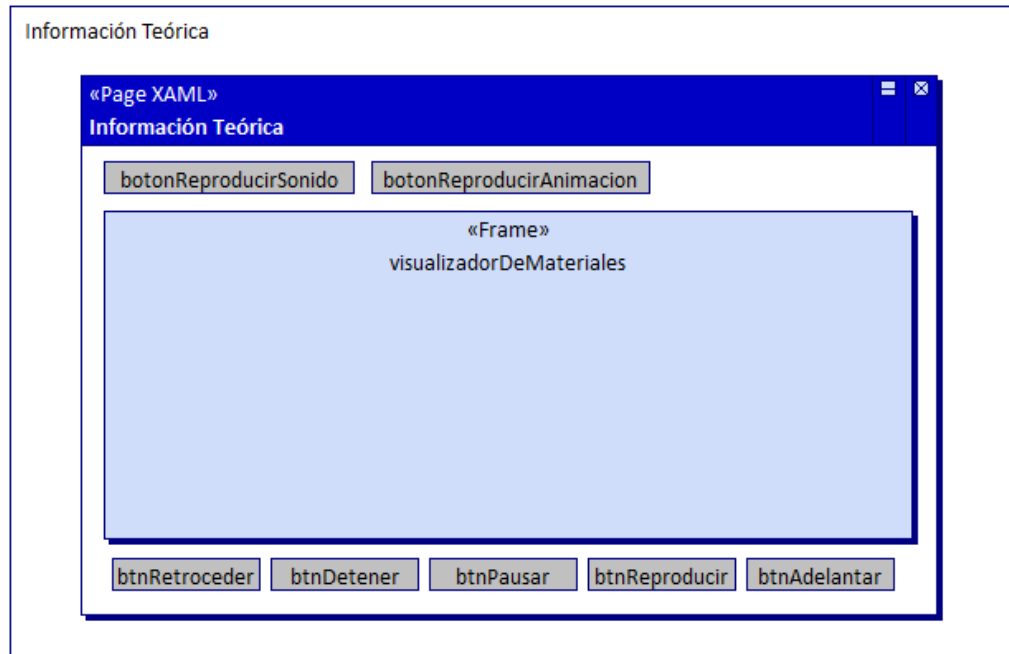 Información Teórica
«Page XAML»
Información Teórica
botonReproducirSonido botonReproducirAnimacion
«Frame»
visualizadorDeMateriales
btnRetroceder btnDetener btnPausar btnReproducir btnAdelantar